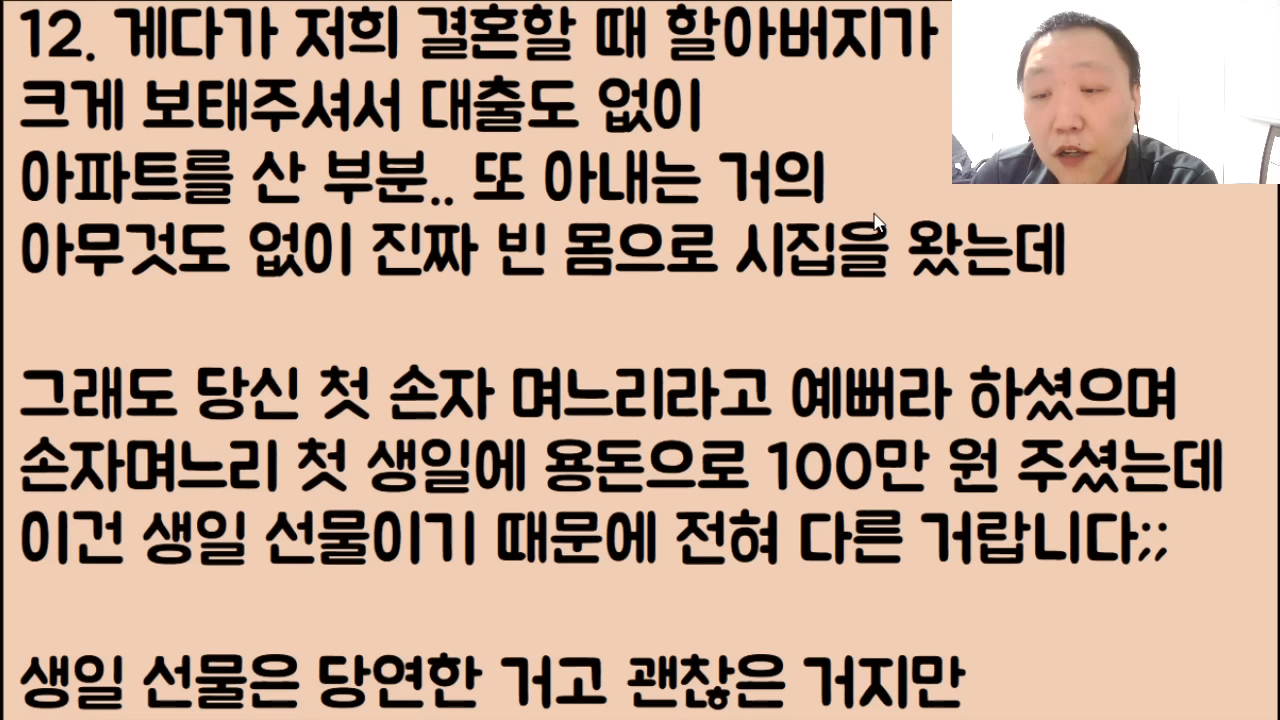 12. 게다가 저희 결혼할 때 할아버지가
크게 보태주셔서 대출도 없이
아파트를 산 부분.. 또 아내는 거의
아무것도 없이 진짜 빈 몸으로 시집을 왔는데
그래도 당신 첫 손자 며느리라고 예뻐라 하셨으며
손자며느리 첫 생일에 용돈으로 100만 원 주셨는데
이건 생일 선물이기 때문에 전혀 다른 거랍니다;;
생일 선물은 당연한 거고 괜찮은 거지만